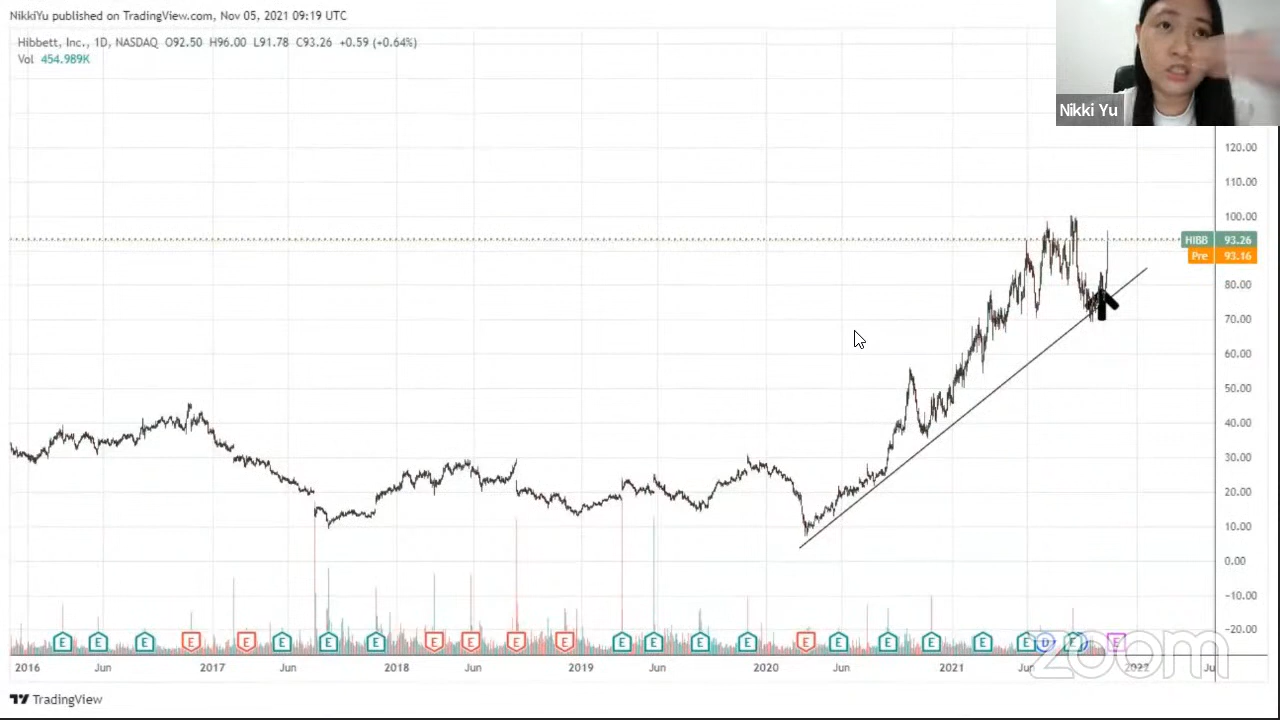 NikkiYu published on TradingView.com, Nov 05, 2021 09:19 UTC
Hibbett, Inc., 1D, NASDAQ O92.50 H96.00 L91.78 C93.26 +0.59 (+0.64%)
Vol 454.989K
Nikki Yu
120.00
110.00
100.00
HIBB 93.26
Pre 93.16
80.00
70.00
60.00
50.00
40.00
30.00
20.00
10.00
0.00
−10.00
−20.00
E E E E E E E E E E E E E E E E E E E E E E D E E
2016 Jun 2017 Jun 2018 Jun 2019 Jun 2020 Jun 2021 Jun 2022 Ju
zoom
TradingView